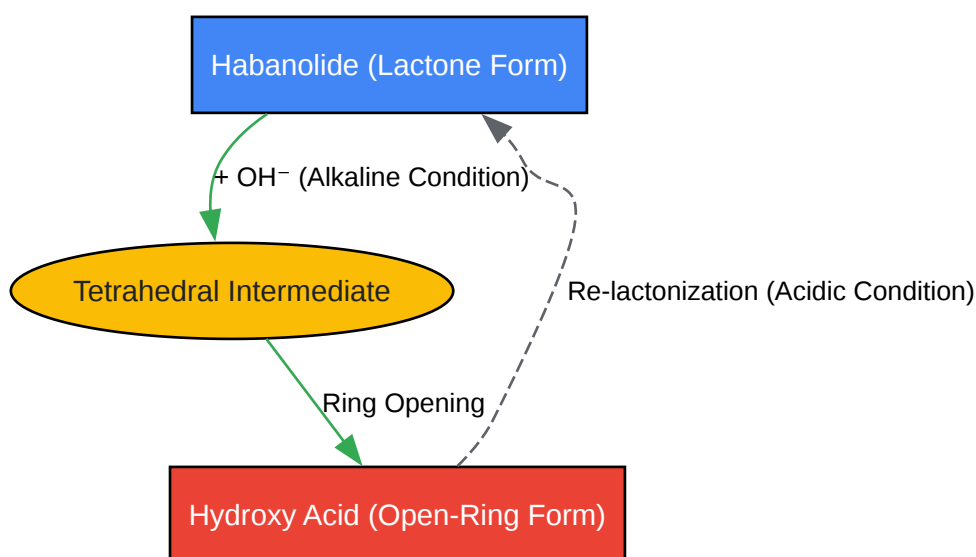 Habanolide (Lactone Form)
+ OH⁻ (Alkaline Condition)
Tetrahedral Intermediate
Re-lactonization (Acidic Condition)
Ring Opening
Hydroxy Acid (Open-Ring Form)